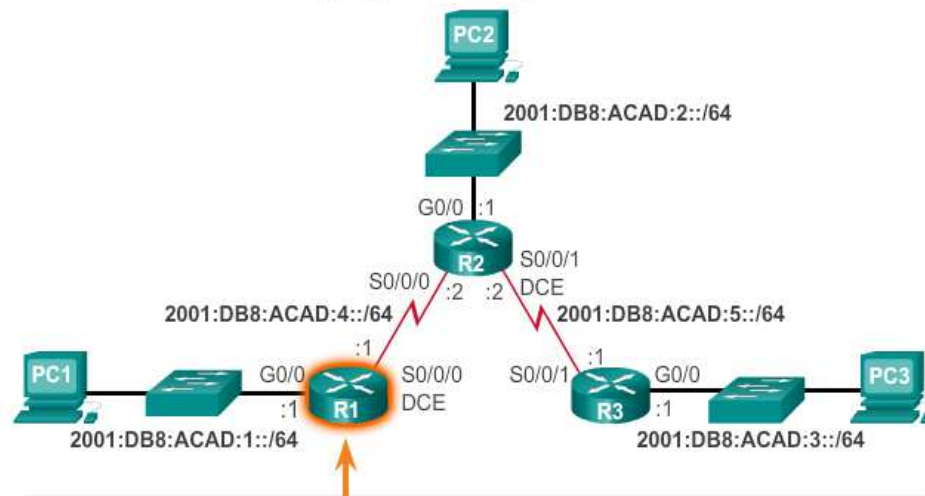 PC2
2001:DB8:ACAD:2::/64
G0/0 :1
R2
S0/0/0
S0/0/1
:2 :2 DCE
2001:DB8:ACAD:4::/64
2001:DB8:ACAD:5::/64
:1
:1
PC1
G0/0
R1
S0/0/0
DCE
S0/0/1
R3
G0/0
PC3
:1
:1
2001:DB8:ACAD:1::/64
2001:DB8:ACAD:3::/64